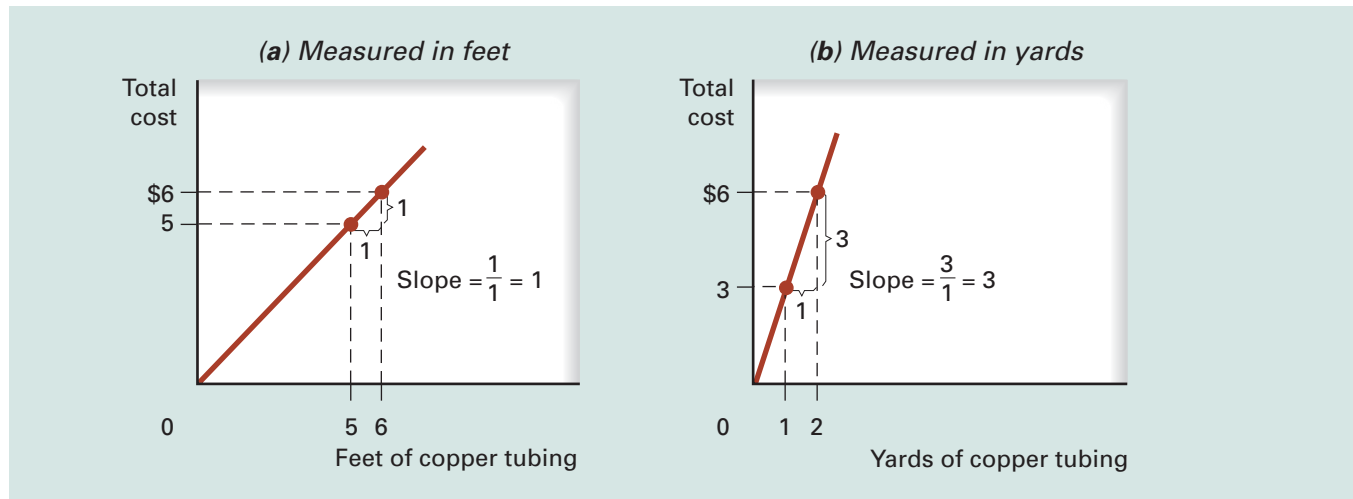 (a) Measured in feet
Total
cost
$6
5
1
1
Slope = 1/1 = 1
0
5 6
Feet of copper tubing
(b) Measured in yards
Total
cost
$6
3
3
1
Slope = 3/1 = 3
0
1 2
Yards of copper tubing